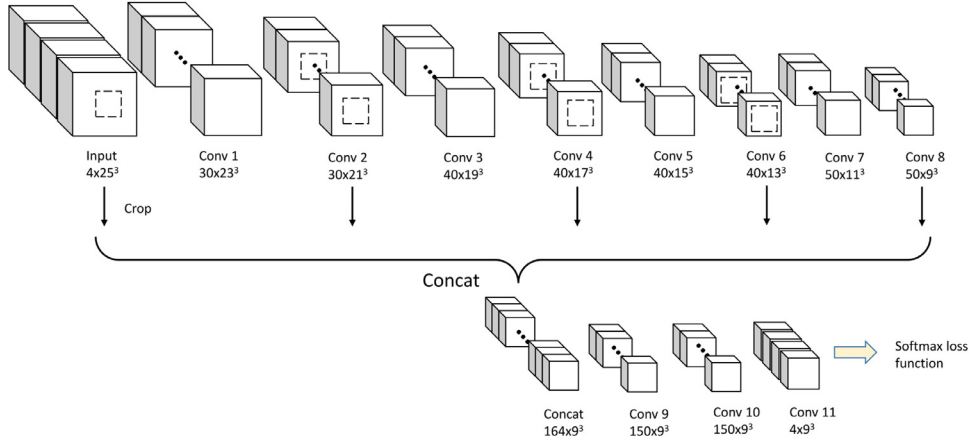 Input
4x25³
Conv 1
30x23³
Conv 2
30x21³
Conv 3
40x19³
Conv 4
40x17³
Conv 5
40x15³
Conv 6
40x13³
Conv 7
50x11³
Conv 8
50x9³
Crop
Concat
Softmax loss
function
Concat
164x9³
Conv 9
150x9³
Conv 10
150x9³
Conv 11
4x9³